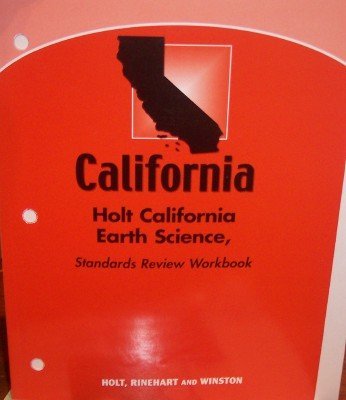 California
Holt California
Earth Science,
Standards Review Workbook
HOLT, RINEHART AND WINSTON